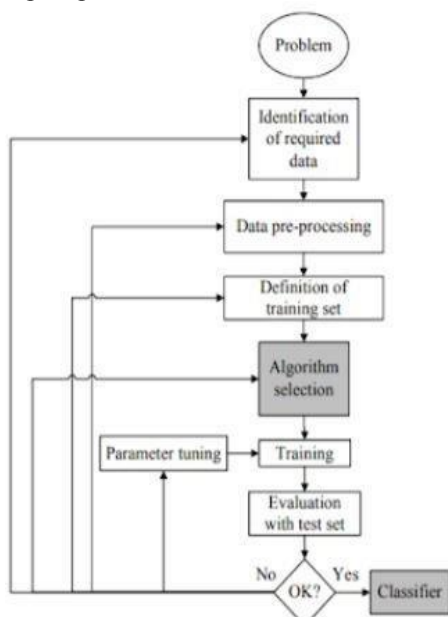 Problem
Identification
of required
data
Data pre-processing
Definition of
training set
Algorithm
selection
Parameter tuning
Training
Evaluation
with test set
No
OK?
Yes
Classifier